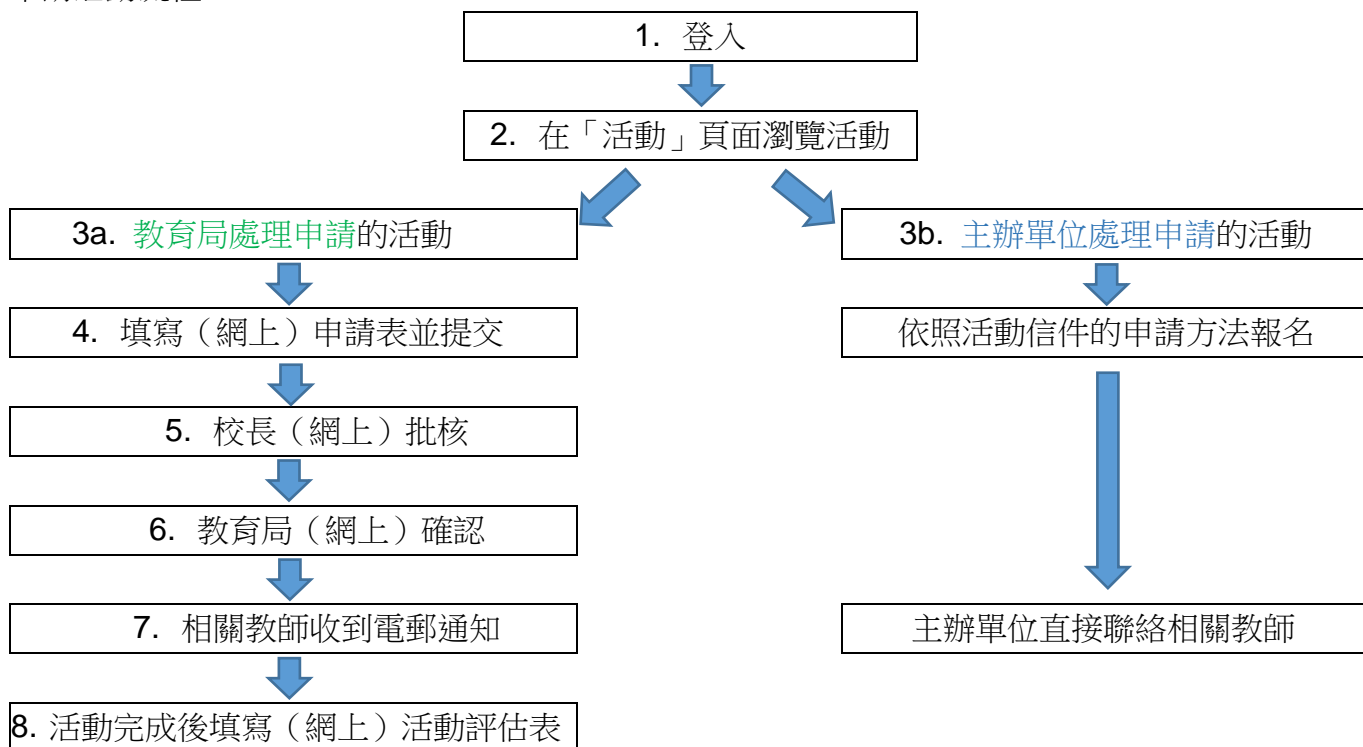 1. 登入
2. 在「活動」頁面瀏覽活動
3a. 教育局處理申請的活動
3b. 主辦單位處理申請的活動
4. 填寫（網上）申請表並提交
依照活動信件的申請方法報名
5. 校長（網上）批核
6. 教育局（網上）確認
7. 相關教師收到電郵通知
主辦單位直接聯絡相關教師
8. 活動完成後填寫（網上）活動評估表